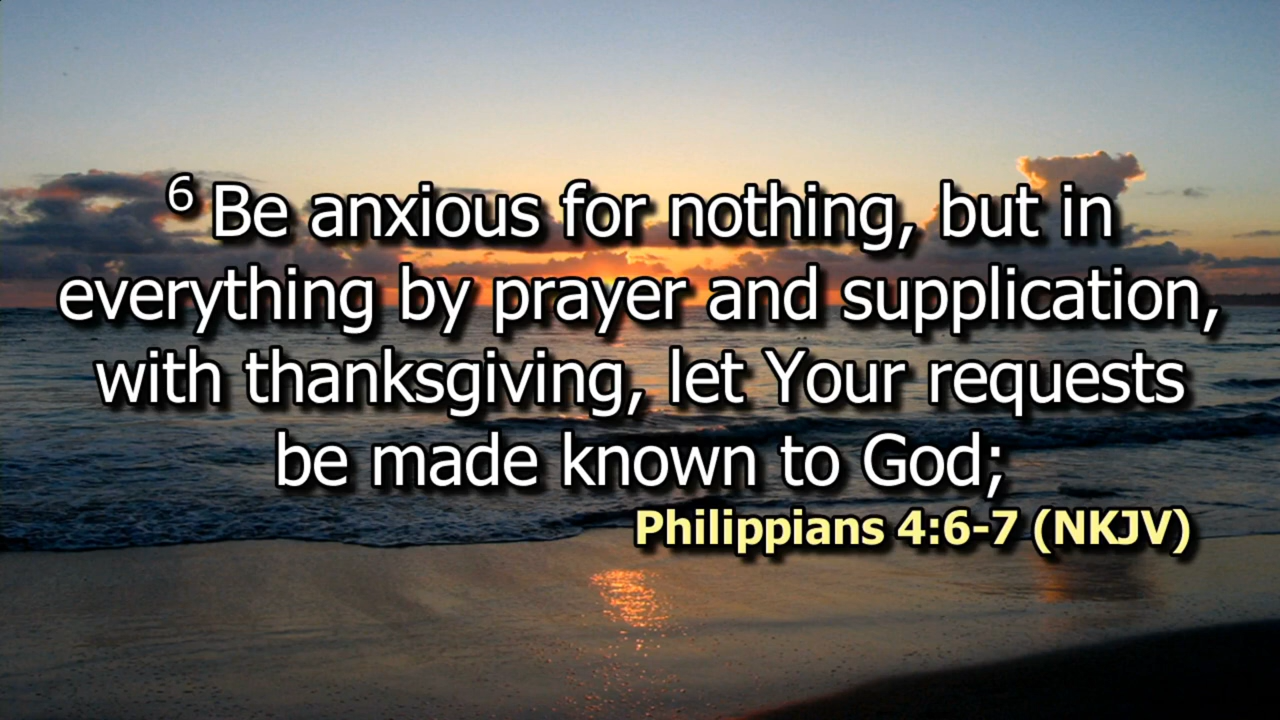 6 Be anxious for nothing, but in
everything by prayer and supplication,
with thanksgiving, let Your requests
be made known to God;
Philippians 4:6-7 (NKJV)